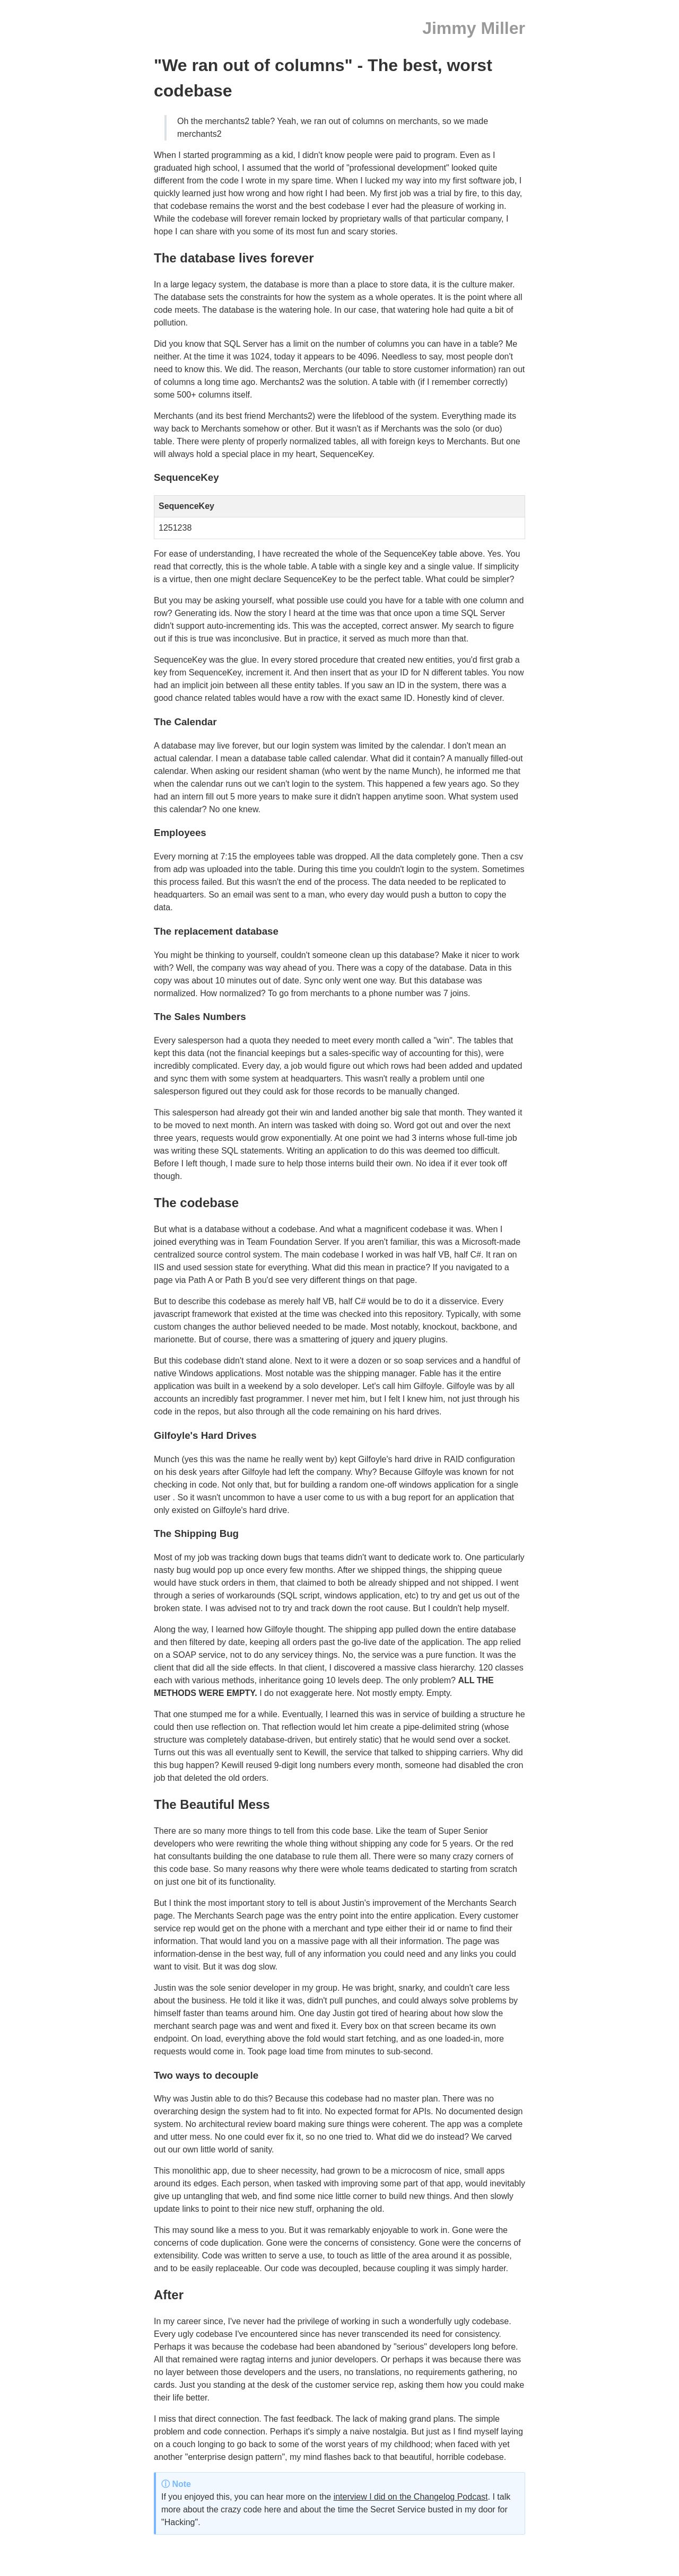 Jimmy Miller
"We ran out of columns" - The best, worst
codebase
Oh the merchants2 table? Yeah, we ran out of columns on merchants, so we made
merchants2
When I started programming as a kid, I didn't know people were paid to program. Even as I
graduated high school, I assumed that the world of "professional development" looked quite
different from the code I wrote in my spare time. When I lucked my way into my first software job, I
quickly learned just how wrong and how right I had been. My first job was a trial by fire, to this day,
that codebase remains the worst and the best codebase I ever had the pleasure of working in.
While the codebase will forever remain locked by proprietary walls of that particular company, I
hope I can share with you some of its most fun and scary stories.
The database lives forever
In a large legacy system, the database is more than a place to store data, it is the culture maker.
The database sets the constraints for how the system as a whole operates. It is the point where all
code meets. The database is the watering hole. In our case, that watering hole had quite a bit of
pollution.
Did you know that SQL Server has a limit on the number of columns you can have in a table? Me
neither. At the time it was 1024, today it appears to be 4096. Needless to say, most people don't
need to know this. We did. The reason, Merchants (our table to store customer information) ran out
of columns a long time ago. Merchants2 was the solution. A table with (if I remember correctly)
some 500+ columns itself.
Merchants (and its best friend Merchants2) were the lifeblood of the system. Everything made its
way back to Merchants somehow or other. But it wasn't as if Merchants was the solo (or duo)
table. There were plenty of properly normalized tables, all with foreign keys to Merchants. But one
will always hold a special place in my heart, SequenceKey.
SequenceKey
SequenceKey
1251238
For ease of understanding, I have recreated the whole of the SequenceKey table above. Yes. You
read that correctly, this is the whole table. A table with a single key and a single value. If simplicity
is a virtue, then one might declare SequenceKey to be the perfect table. What could be simpler?
But you may be asking yourself, what possible use could you have for a table with one column and
row? Generating ids. Now the story I heard at the time was that once upon a time SQL Server
didn't support auto-incrementing ids. This was the accepted, correct answer. My search to figure
out if this is true was inconclusive. But in practice, it served as much more than that.
SequenceKey was the glue. In every stored procedure that created new entities, you'd first grab a
key from SequenceKey, increment it. And then insert that as your ID for N different tables. You now
had an implicit join between all these entity tables. If you saw an ID in the system, there was a
good chance related tables would have a row with the exact same ID. Honestly kind of clever.
The Calendar
A database may live forever, but our login system was limited by the calendar. I don't mean an
actual calendar. I mean a database table called calendar. What did it contain? A manually filled-out
calendar. When asking our resident shaman (who went by the name Munch), he informed me that
when the calendar runs out we can't login to the system. This happened a few years ago. So they
had an intern fill out 5 more years to make sure it didn't happen anytime soon. What system used
this calendar? No one knew.
Employees
Every morning at 7:15 the employees table was dropped. All the data completely gone. Then a csv
from adp was uploaded into the table. During this time you couldn't login to the system. Sometimes
this process failed. But this wasn't the end of the process. The data needed to be replicated to
headquarters. So an email was sent to a man, who every day would push a button to copy the
data.
The replacement database
You might be thinking to yourself, couldn't someone clean up this database? Make it nicer to work
with? Well, the company was way ahead of you. There was a copy of the database. Data in this
copy was about 10 minutes out of date. Sync only went one way. But this database was
normalized. How normalized? To go from merchants to a phone number was 7 joins.
The Sales Numbers
Every salesperson had a quota they needed to meet every month called a "win". The tables that
kept this data (not the financial keepings but a sales-specific way of accounting for this), were
incredibly complicated. Every day, a job would figure out which rows had been added and updated
and sync them with some system at headquarters. This wasn't really a problem until one
salesperson figured out they could ask for those records to be manually changed.
This salesperson had already got their win and landed another big sale that month. They wanted it
to be moved to next month. An intern was tasked with doing so. Word got out and over the next
three years, requests would grow exponentially. At one point we had 3 interns whose full-time job
was writing these SQL statements. Writing an application to do this was deemed too difficult.
Before I left though, I made sure to help those interns build their own. No idea if it ever took off
though.
The codebase
But what is a database without a codebase. And what a magnificent codebase it was. When I
joined everything was in Team Foundation Server. If you aren't familiar, this was a Microsoft-made
centralized source control system. The main codebase I worked in was half VB, half C#. It ran on
IIS and used session state for everything. What did this mean in practice? If you navigated to a
page via Path A or Path B you'd see very different things on that page.
But to describe this codebase as merely half VB, half C# would be to do it a disservice. Every
javascript framework that existed at the time was checked into this repository. Typically, with some
custom changes the author believed needed to be made. Most notably, knockout, backbone, and
marionette. But of course, there was a smattering of jquery and jquery plugins.
But this codebase didn't stand alone. Next to it were a dozen or so soap services and a handful of
native Windows applications. Most notable was the shipping manager. Fable has it the entire
application was built in a weekend by a solo developer. Let's call him Gilfoyle. Gilfoyle was by all
accounts an incredibly fast programmer. I never met him, but I felt I knew him, not just through his
code in the repos, but also through all the code remaining on his hard drives.
Gilfoyle's Hard Drives
Munch (yes this was the name he really went by) kept Gilfoyle's hard drive in RAID configuration
on his desk years after Gilfoyle had left the company. Why? Because Gilfoyle was known for not
checking in code. Not only that, but for building a random one-off windows application for a single
user . So it wasn't uncommon to have a user come to us with a bug report for an application that
only existed on Gilfoyle's hard drive.
The Shipping Bug
Most of my job was tracking down bugs that teams didn't want to dedicate work to. One particularly
nasty bug would pop up once every few months. After we shipped things, the shipping queue
would have stuck orders in them, that claimed to both be already shipped and not shipped. I went
through a series of workarounds (SQL script, windows application, etc) to try and get us out of the
broken state. I was advised not to try and track down the root cause. But I couldn't help myself.
Along the way, I learned how Gilfoyle thought. The shipping app pulled down the entire database
and then filtered by date, keeping all orders past the go-live date of the application. The app relied
on a SOAP service, not to do any servicey things. No, the service was a pure function. It was the
client that did all the side effects. In that client, I discovered a massive class hierarchy. 120 classes
each with various methods, inheritance going 10 levels deep. The only problem? ALL THE
METHODS WERE EMPTY. I do not exaggerate here. Not mostly empty. Empty.
That one stumped me for a while. Eventually, I learned this was in service of building a structure he
could then use reflection on. That reflection would let him create a pipe-delimited string (whose
structure was completely database-driven, but entirely static) that he would send over a socket.
Turns out this was all eventually sent to Kewill, the service that talked to shipping carriers. Why did
this bug happen? Kewill reused 9-digit long numbers every month, someone had disabled the cron
job that deleted the old orders.
The Beautiful Mess
There are so many more things to tell from this code base. Like the team of Super Senior
developers who were rewriting the whole thing without shipping any code for 5 years. Or the red
hat consultants building the one database to rule them all. There were so many crazy corners of
this code base. So many reasons why there were whole teams dedicated to starting from scratch
on just one bit of its functionality.
But I think the most important story to tell is about Justin's improvement of the Merchants Search
page. The Merchants Search page was the entry point into the entire application. Every customer
service rep would get on the phone with a merchant and type either their id or name to find their
information. That would land you on a massive page with all their information. The page was
information-dense in the best way, full of any information you could need and any links you could
want to visit. But it was dog slow.
Justin was the sole senior developer in my group. He was bright, snarky, and couldn't care less
about the business. He told it like it was, didn't pull punches, and could always solve problems by
himself faster than teams around him. One day Justin got tired of hearing about how slow the
merchant search page was and went and fixed it. Every box on that screen became its own
endpoint. On load, everything above the fold would start fetching, and as one loaded-in, more
requests would come in. Took page load time from minutes to sub-second.
Two ways to decouple
Why was Justin able to do this? Because this codebase had no master plan. There was no
overarching design the system had to fit into. No expected format for APIs. No documented design
system. No architectural review board making sure things were coherent. The app was a complete
and utter mess. No one could ever fix it, so no one tried to. What did we do instead? We carved
out our own little world of sanity.
This monolithic app, due to sheer necessity, had grown to be a microcosm of nice, small apps
around its edges. Each person, when tasked with improving some part of that app, would inevitably
give up untangling that web, and find some nice little corner to build new things. And then slowly
update links to point to their nice new stuff, orphaning the old.
This may sound like a mess to you. But it was remarkably enjoyable to work in. Gone were the
concerns of code duplication. Gone were the concerns of consistency. Gone were the concerns of
extensibility. Code was written to serve a use, to touch as little of the area around it as possible,
and to be easily replaceable. Our code was decoupled, because coupling it was simply harder.
After
In my career since, I've never had the privilege of working in such a wonderfully ugly codebase.
Every ugly codebase I've encountered since has never transcended its need for consistency.
Perhaps it was because the codebase had been abandoned by "serious" developers long before.
All that remained were ragtag interns and junior developers. Or perhaps it was because there was
no layer between those developers and the users, no translations, no requirements gathering, no
cards. Just you standing at the desk of the customer service rep, asking them how you could make
their life better.
I miss that direct connection. The fast feedback. The lack of making grand plans. The simple
problem and code connection. Perhaps it's simply a naive nostalgia. But just as I find myself laying
on a couch longing to go back to some of the worst years of my childhood; when faced with yet
another "enterprise design pattern", my mind flashes back to that beautiful, horrible codebase.
ⓘ Note
If you enjoyed this, you can hear more on the interview I did on the Changelog Podcast. I talk
more about the crazy code here and about the time the Secret Service busted in my door for
"Hacking".